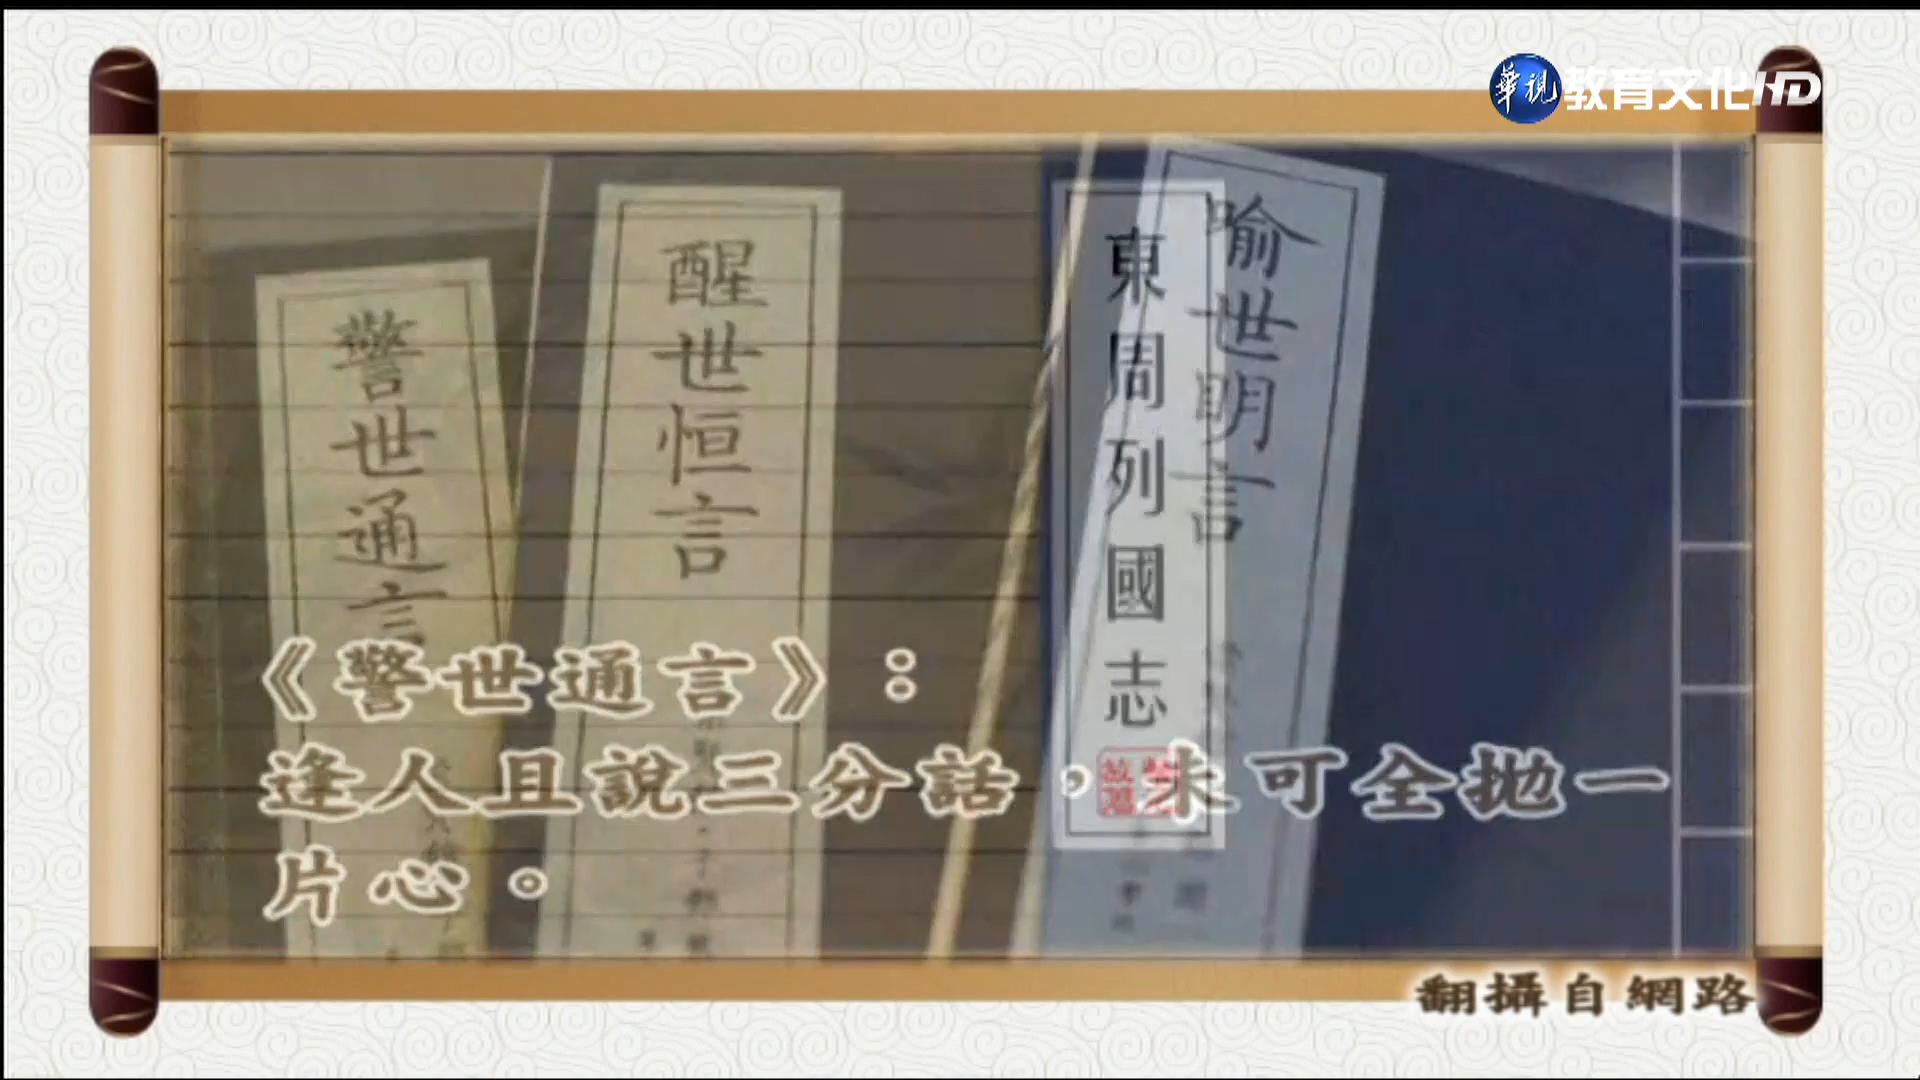 華視 教育文化HD
警世通言
醒世恒言
東周列國志
喻世明言
《警世通言》：
逢人且說三分話，未可全拋一
片心。
翻攝自網路